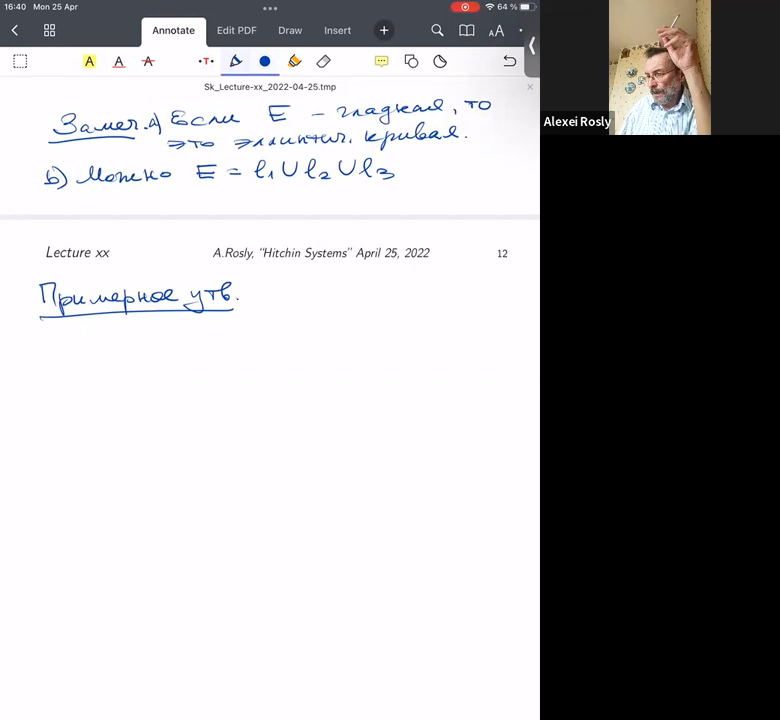 16:40 Mon 25 Apr
64 %
Annotate
Edit PDF
Draw
Insert
AA
A A A T
Sk_Lecture-xx_2022-04-25.tmp
Замеч. a) Если E - гладкая, то
это эллиптич. кривая.
b) Можно E = l₁ ∪ l₂ ∪ l₃
Lecture xx
A.Rosly, "Hitchin Systems" April 25, 2022
12
Примерное утв.
Alexei Rosly